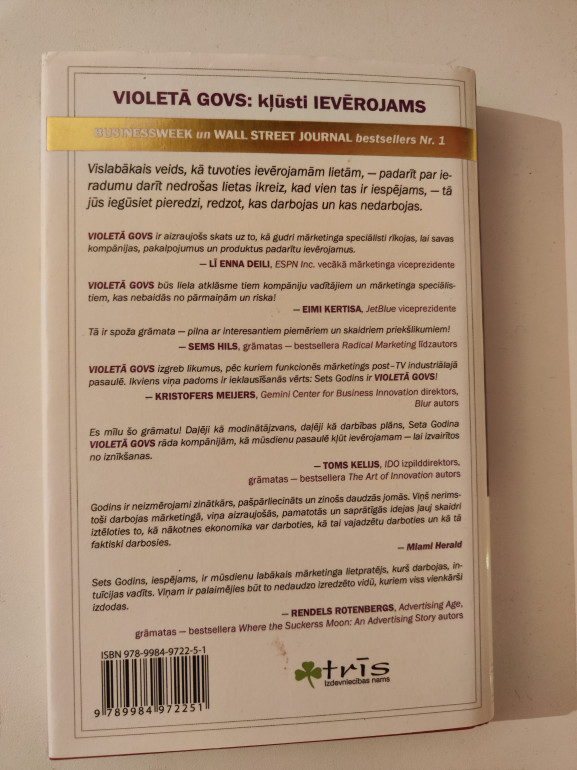 VIOLETĀ GOVS: kļūsti IEVĒROJAMS
BUSINESSWEEK un WALL STREET JOURNAL bestsellers Nr. 1
Vislabākais veids, kā tuvoties ievērojamām lietām, — padarīt par ie-
radumu darīt nedrošas lietas ikreiz, kad vien tas ir iespējams, — tā
jūs iegūsiet pieredzi, redzot, kas darbojas un kas nedarbojas.
VIOLETĀ GOVS ir aizraujošs skats uz to, kā gudri mārketinga speciālisti rīkojas, lai savas
kompānijas, pakalpojumus un produktus padarītu ievērojamus.
— LĪ ENNA DEILI, ESPN Inc. vecākā mārketinga viceprezidente
VIOLETĀ GOVS būs liela atklāsme tiem kompāniju vadītājiem un mārketinga speciālis-
tiem, kas nebaidās no pārmaiņām un riska!
— EIMI KERTISA, JetBlue viceprezidente
Tā ir spoža grāmata — pilna ar interesantiem piemēriem un skaidriem priekšlikumiem!
— SEMS HILS, grāmatas — bestsellera Radical Marketing līdzautors
VIOLETĀ GOVS izgreb likumus, pēc kuriem funkcionēs mārketings post–TV industriālajā
pasaulē. Ikviens viņa padoms ir ieklausīšanās vērts: Sets Godins ir VIOLETĀ GOVS!
— KRISTOFERS MEIJERS, Gemini Center for Business Innovation direktors,
Blur autors
Es mīlu šo grāmatu! Daļēji kā modinātājzvans, daļēji kā darbības plāns, Seta Godina
VIOLETĀ GOVS rāda kompānijām, kā mūsdienu pasaulē kļūt ievērojamam — lai izvairītos
no iznīkšanas.
— TOMS KELIJS, IDO izpilddirektors,
grāmatas — bestsellera The Art of Innovation autors
Godins ir neizmērojami zinātkārs, pašpārliecināts un zinošs daudzās jomās. Viņš nerims-
toši darbojas mārketingā, viņa aizraujošās, pamatotās un saprātīgās idejas ļauj skaidri
iztēloties to, kā nākotnes ekonomika var darboties, kā tai vajadzētu darboties un kā tā
faktiski darbosies.
— Miami Herald
Sets Godins, iespējams, ir mūsdienu labākais mārketinga lietpratējs, kurš darbojas, in-
tuīcijas vadīts. Viņam ir palaimējies būt to nedaudzo izredzēto vidū, kuriem viss vienkārši
izdodas.
— RENDELS ROTENBERGS, Advertising Age,
grāmatas — bestsellera Where the Suckerss Moon: An Advertising Story autors
ISBN 978-9984-9722-5-1
9 789984 972251
trīs
Izdevniecības nams